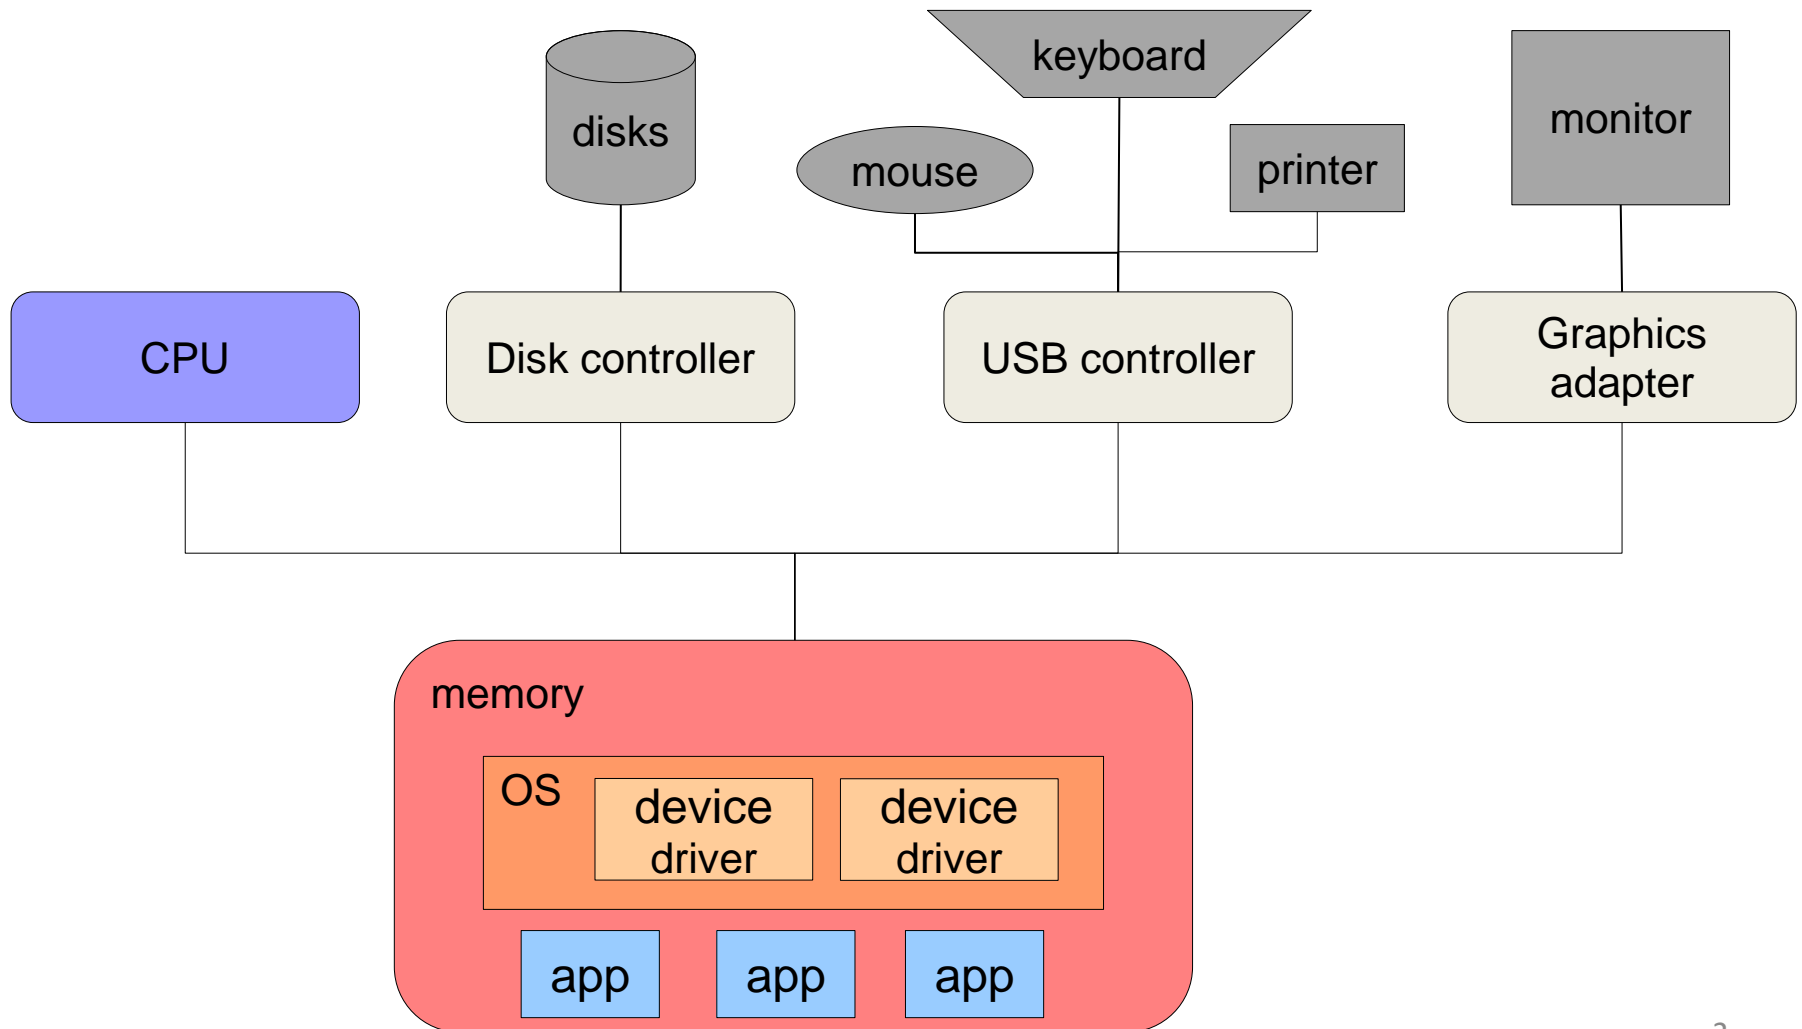 keyboard
disks
mouse
printer
monitor
CPU
Disk controller
USB controller
Graphics
adapter
memory
OS
device
driver
device
driver
app
app
app